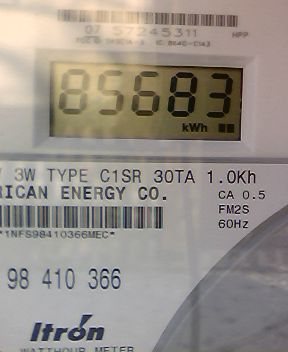 07 57245311 HPP
85683
kWh
3W TYPE C1SR 30TA 1.0Kh
RICAN ENERGY CO. CA 0.5
FM2S
60Hz
*1NFS98410366MEC*
98 410 366
Itron
WATTHOUR METER